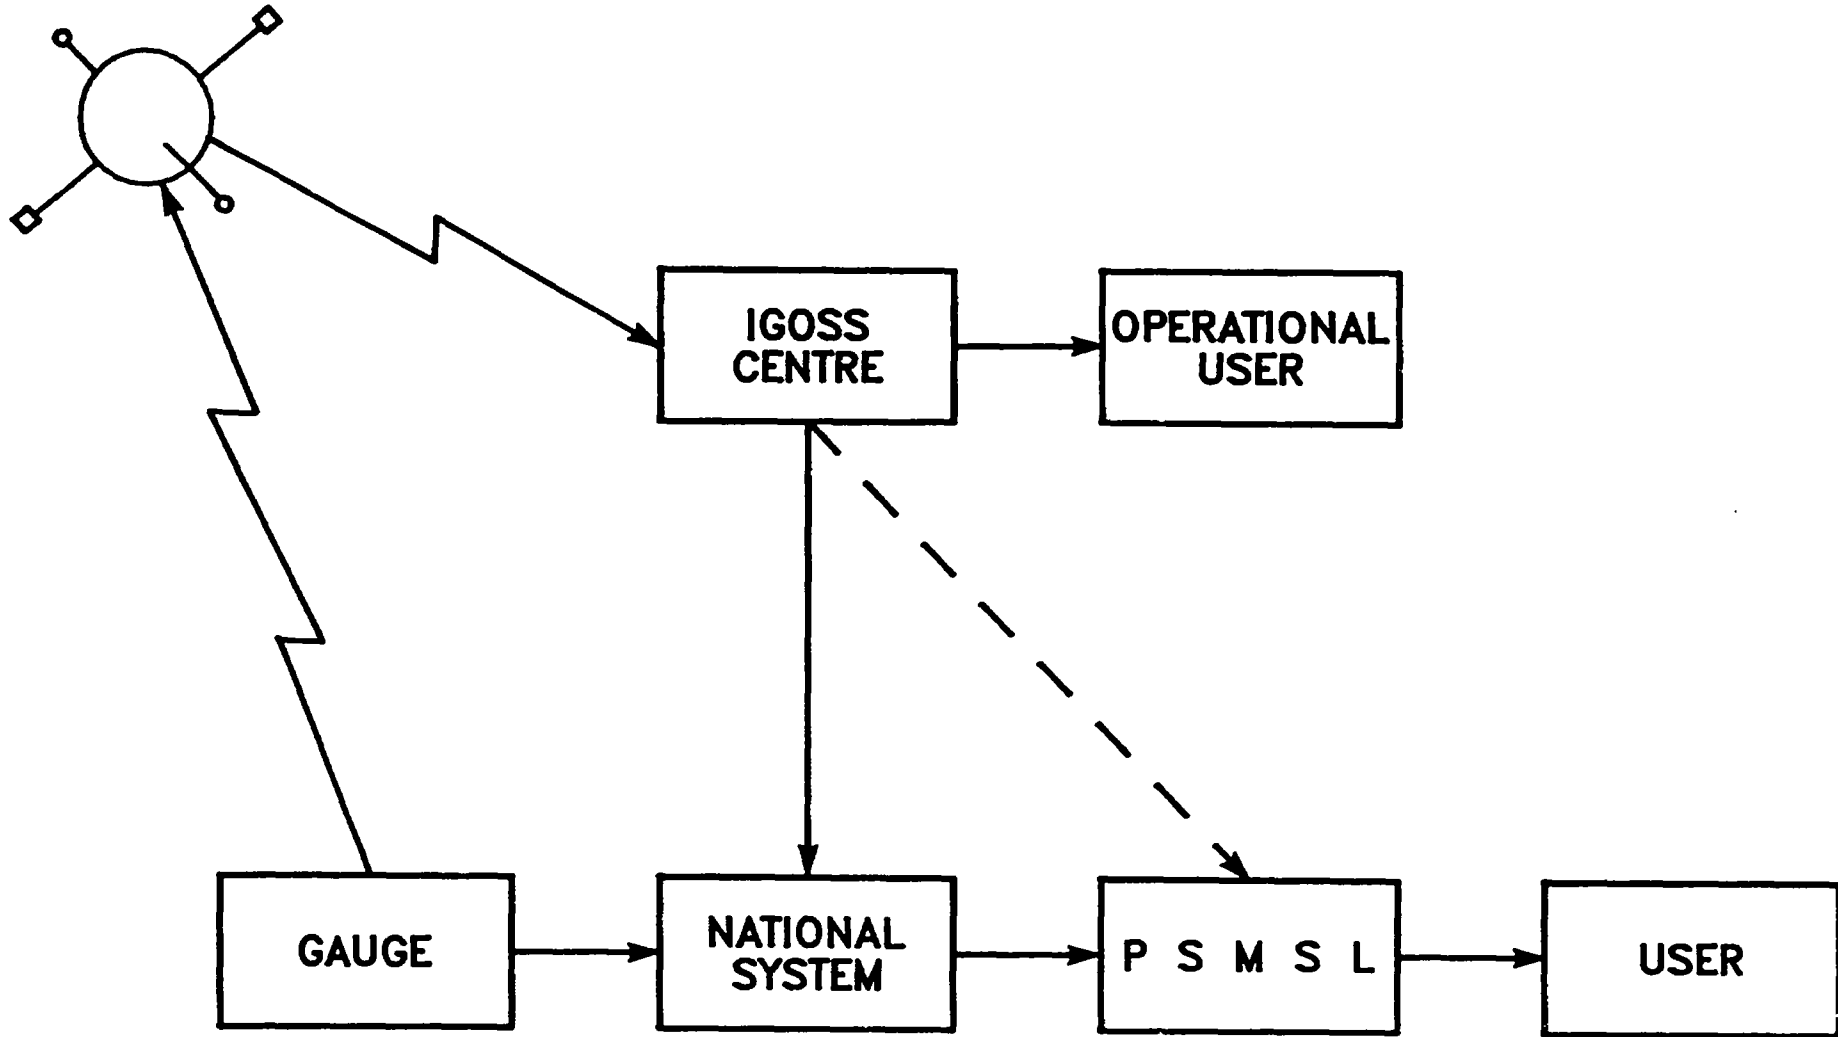 IGOSS
CENTRE
OPERATIONAL
USER
GAUGE
NATIONAL
SYSTEM
P S M S L
USER